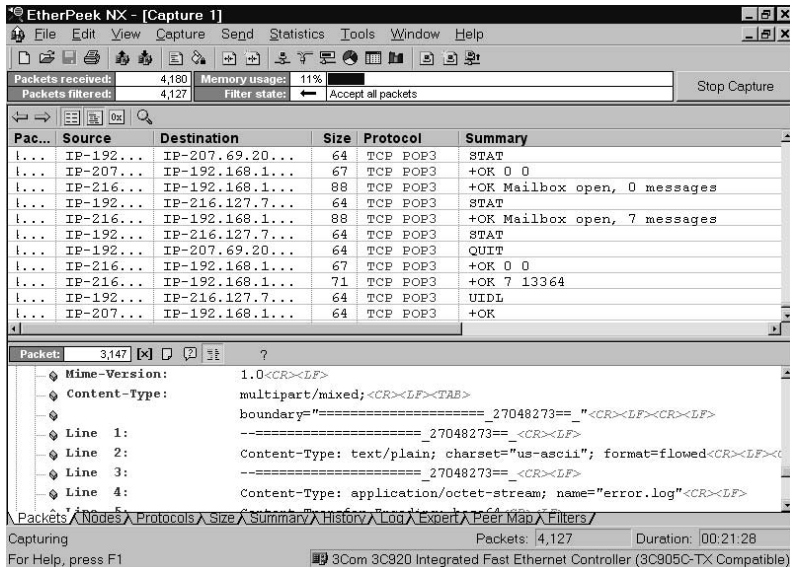 EtherPeek NX - [Capture 1]
File Edit View Capture Send Statistics Tools Window Help
Packets received: 4,180 Memory usage: 11%
Packets filtered: 4,127 Filter state: Accept all packets
Stop Capture
Pac... Source Destination Size Protocol Summary
IP-192... IP-207.69.20... 64 TCP POP3 STAT
IP-207... IP-192.168.1... 67 TCP POP3 +OK 0 0
IP-216... IP-192.168.1... 88 TCP POP3 +OK Mailbox open, 0 messages
IP-192... IP-216.127.7... 64 TCP POP3 STAT
IP-216... IP-192.168.1... 88 TCP POP3 +OK Mailbox open, 7 messages
IP-192... IP-216.127.7... 64 TCP POP3 STAT
IP-192... IP-207.69.20... 64 TCP POP3 QUIT
IP-216... IP-192.168.1... 67 TCP POP3 +OK 0 0
IP-216... IP-192.168.1... 71 TCP POP3 +OK 7 13364
IP-192... IP-216.127.7... 64 TCP POP3 UIDL
IP-207... IP-192.168.1... 64 TCP POP3 +OK
Packet: 3,147
Mime-Version: 1.0<CR><LF>
Content-Type: multipart/mixed;<CR><LF><TAB>
boundary="=====================_27048273==_"<CR><LF><CR><LF>
Line 1: --=====================_27048273==_<CR><LF>
Line 2: Content-Type: text/plain; charset="us-ascii"; format=flowed<CR><LF>
Line 3: --=====================_27048273==_<CR><LF>
Line 4: Content-Type: application/octet-stream; name="error.log"<CR><LF>
Packets Nodes Protocols Size Summary History Log Expert Peer Map Filters
Capturing Packets: 4,127 Duration: 00:21:28
For Help, press F1 3Com 3C920 Integrated Fast Ethernet Controller (3C905C-TX Compatible)